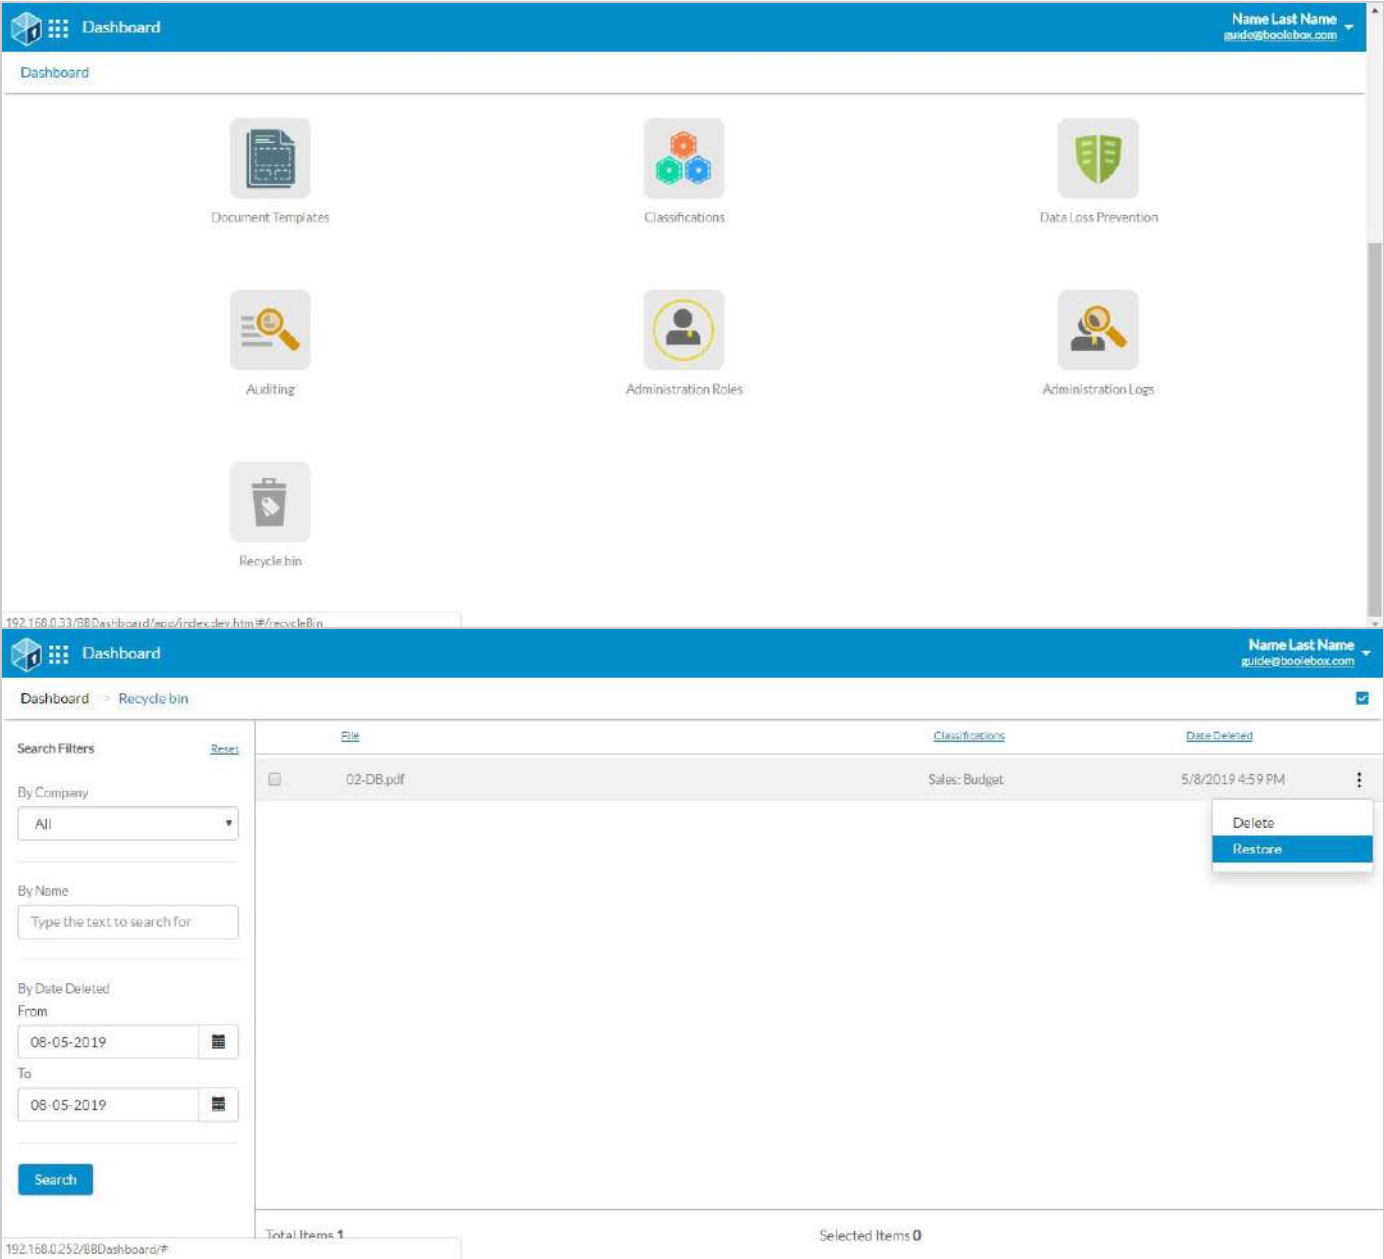 Dashboard
Name Last Name
guide@boolebox.com
Dashboard
Document Templates
Classifications
Data Loss Prevention
Auditing
Administration Roles
Administration Logs
Recycle bin
192.168.0.33/BBDashboard/app/index.dev.html#/recycleBin
Dashboard
Name Last Name
guide@boolebox.com
Dashboard > Recycle bin
Search Filters
Reset
File
Classifications
Date Deleted
02-DB.pdf
Sales: Budget
5/8/2019 4:59 PM
Delete
Restore
By Company
All
By Name
Type the text to search for
By Date Deleted
From
08-05-2019
To
08-05-2019
Search
Total Items 1
Selected Items 0
192.168.0.252/BBDashboard/#